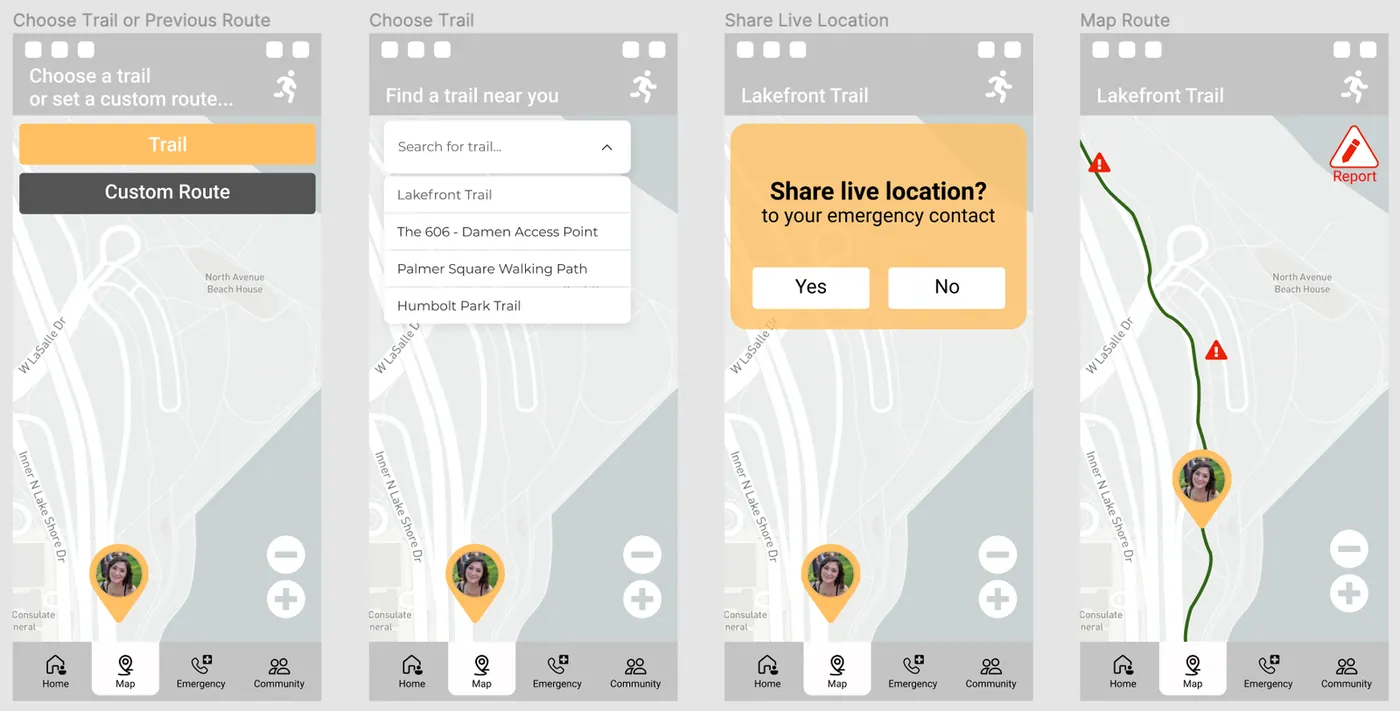 Choose Trail or Previous Route
Choose a trail
or set a custom route...
Trail
Custom Route
North Avenue
Beach House
W LaSalle Dr
Inner N Lake Shore Dr
Consulate
neral
Home
Map
Emergency
Community
Choose Trail
Find a trail near you
Search for trail...
Lakefront Trail
The 606 - Damen Access Point
Palmer Square Walking Path
Humbolt Park Trail
W LaSalle Dr
Inner N Lake Shore Dr
Consulate
neral
Home
Map
Emergency
Community
Share Live Location
Lakefront Trail
Share live location?
to your emergency contact
Yes
No
W LaSalle Dr
Inner N Lake Shore Dr
Consulate
neral
Home
Map
Emergency
Community
Map Route
Lakefront Trail
Report
North Avenue
Beach House
W LaSalle Dr
Inner N Lake Shore Dr
Consulate
neral
Home
Map
Emergency
Community